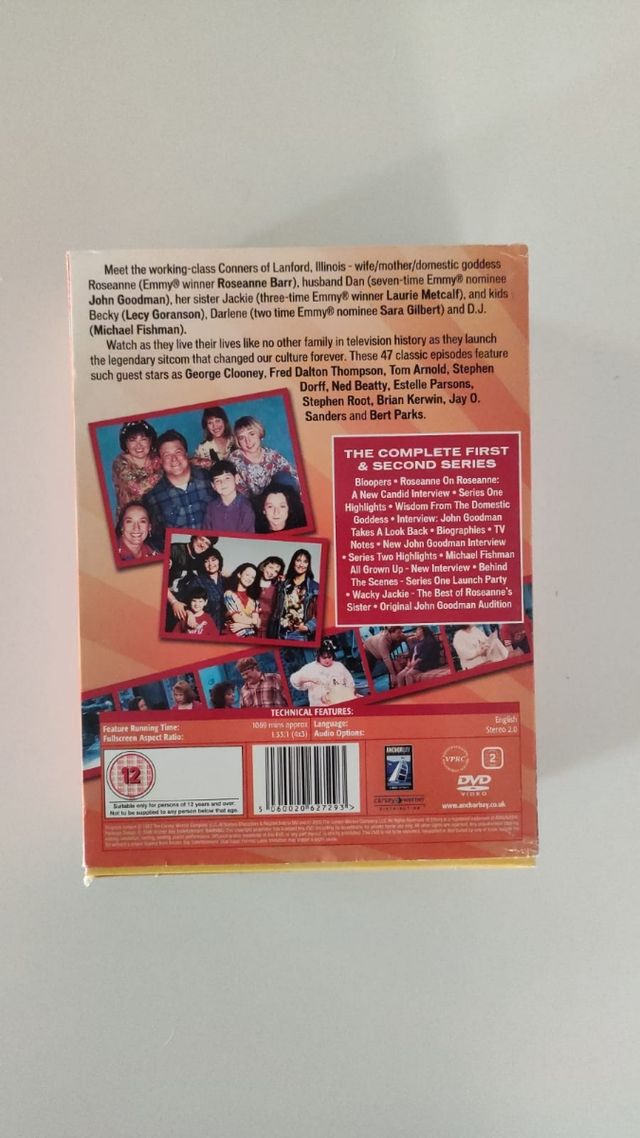 Meet the working-class Conners of Lanford, Illinois - wife/mother/domestic goddess
Roseanne (Emmy® winner Roseanne Barr), husband Dan (seven-time Emmy® nominee
John Goodman), her sister Jackie (three-time Emmy® winner Laurie Metcalf), and kids
Becky (Lecy Goranson), Darlene (two time Emmy® nominee Sara Gilbert) and D.J.
(Michael Fishman).
Watch as they live their lives like no other family in television history as they launch
the legendary sitcom that changed our culture forever. These 47 classic episodes feature
such guest stars as George Clooney, Fred Dalton Thompson, Tom Arnold, Stephen
Dorff, Ned Beatty, Estelle Parsons,
Stephen Root, Brian Kerwin, Jay O.
Sanders and Bert Parks.
THE COMPLETE FIRST
& SECOND SERIES
Bloopers • Roseanne On Roseanne:
A New Candid Interview • Series One
Highlights • Wisdom From The Domestic
Goddess • Interview: John Goodman
Takes A Look Back • Biographies • TV
Notes • New John Goodman Interview
• Series Two Highlights • Michael Fishman
All Grown Up - New Interview • Behind
The Scenes - Series One Launch Party
• Wacky Jackie - The Best of Roseanne's
Sister • Original John Goodman Audition
TECHNICAL FEATURES:
Feature Running Time: 1069 mins approx Language: English
Fullscreen Aspect Ratio: 1.33:1 (4x3) Audio Options: Stereo 2.0
12
Suitable only for persons of 12 years and over.
Not to be supplied to any person below that age.
5 060020 627293 >
ANCHOR BAY
carsey werner
DISTRIBUTION
VPRC
2
DVD
VIDEO
www.anchorbay.co.uk